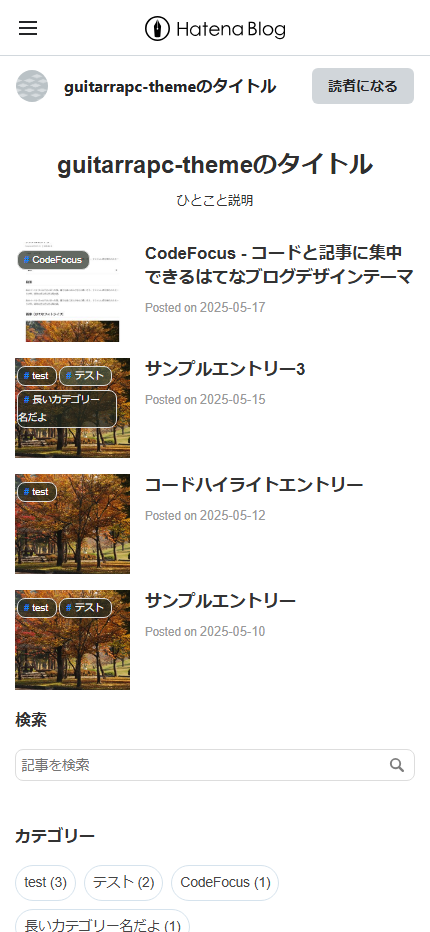 Hatena Blog
guitarrapc-themeのタイトル
読者になる
guitarrapc-themeのタイトル
ひとこと説明
# CodeFocus
CodeFocus - コードと記事に集中
できるはてなブログデザインテーマ
Posted on 2025-05-17
# test # テスト
# 長いカテゴリー
名だよ
サンプルエントリー3
Posted on 2025-05-15
# test
コードハイライトエントリー
Posted on 2025-05-12
# test # テスト
サンプルエントリー
Posted on 2025-05-10
検索
記事を検索
カテゴリー
test (3) テスト (2) CodeFocus (1)
長いカテゴリー名だよ (1)